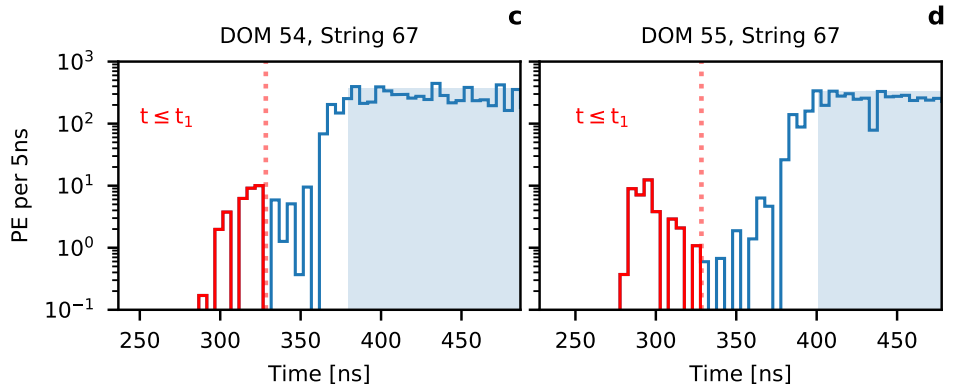 c
d
DOM 54, String 67
DOM 55, String 67
PE per 5ns
10³
10²
10¹
10⁰
10⁻¹
t ≤ t₁
t ≤ t₁
250 300 350 400 450
250 300 350 400 450
Time [ns]
Time [ns]